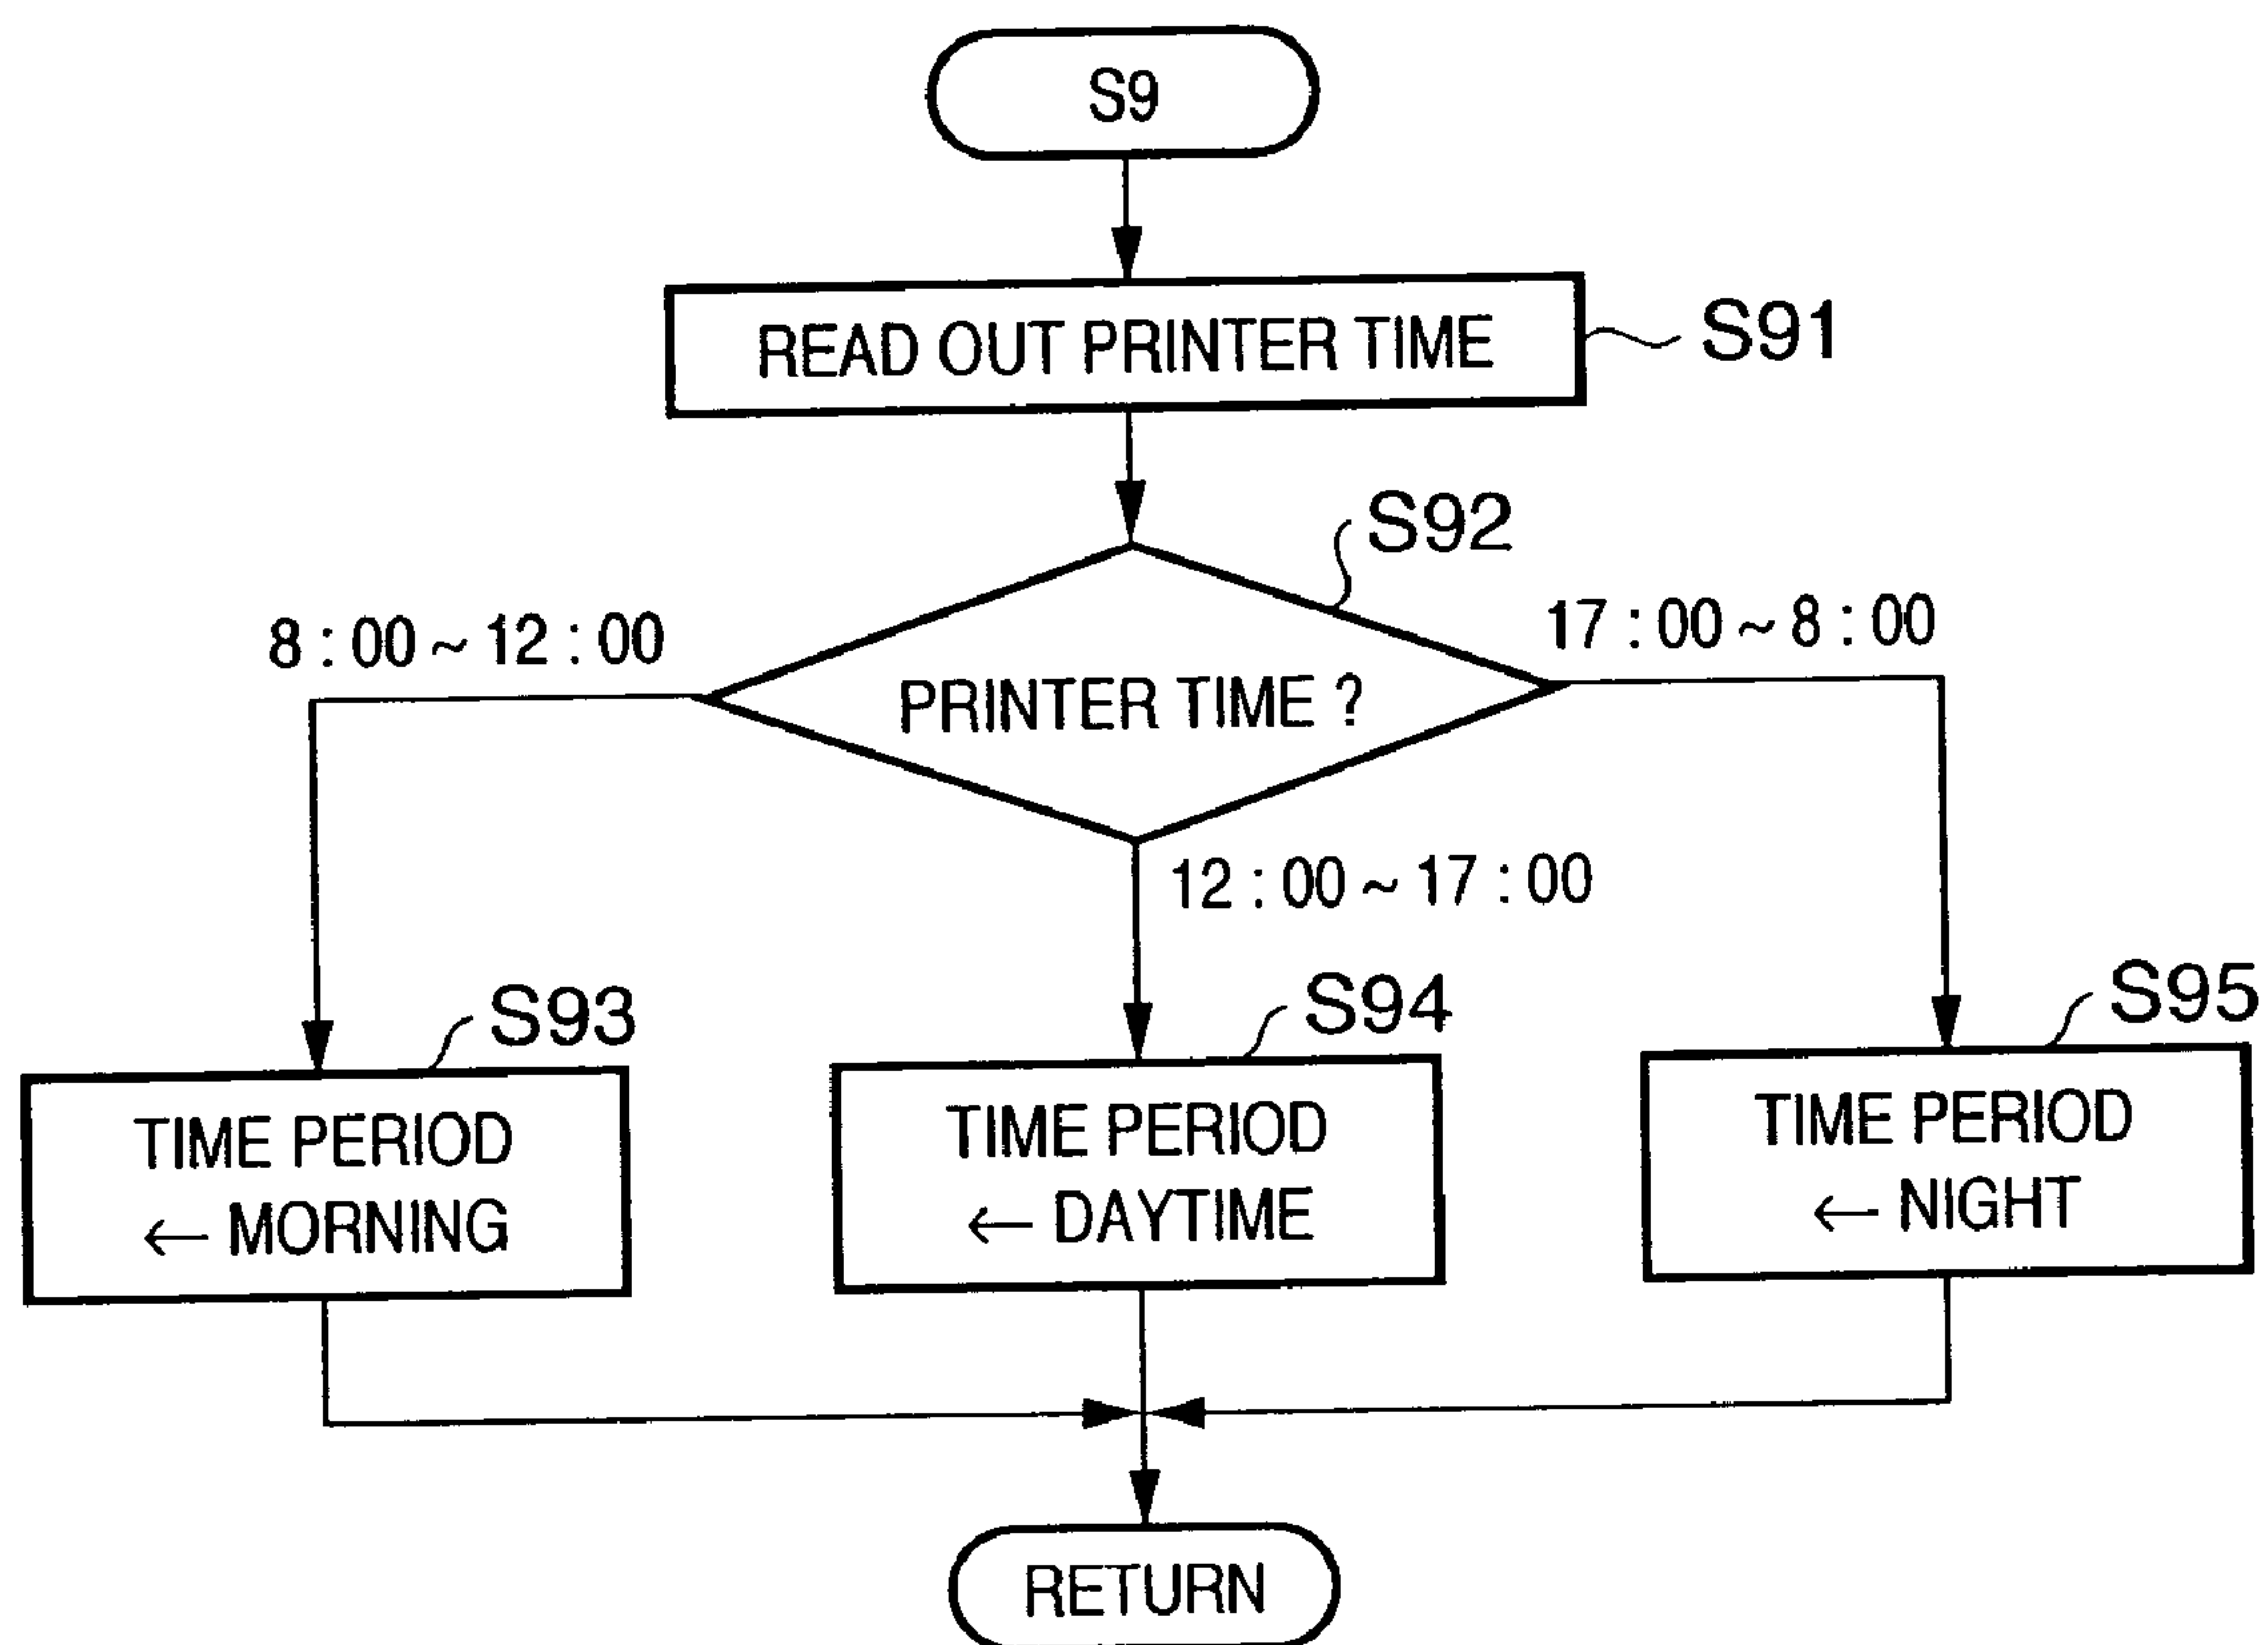 S9
READ OUT PRINTER TIME
S91
S92
8 : 00 ~ 12 : 00
17 : 00 ~ 8 : 00
PRINTER TIME ?
12 : 00 ~ 17 : 00
S93
S94
S95
TIME PERIOD
← MORNING
TIME PERIOD
← DAYTIME
TIME PERIOD
← NIGHT
RETURN